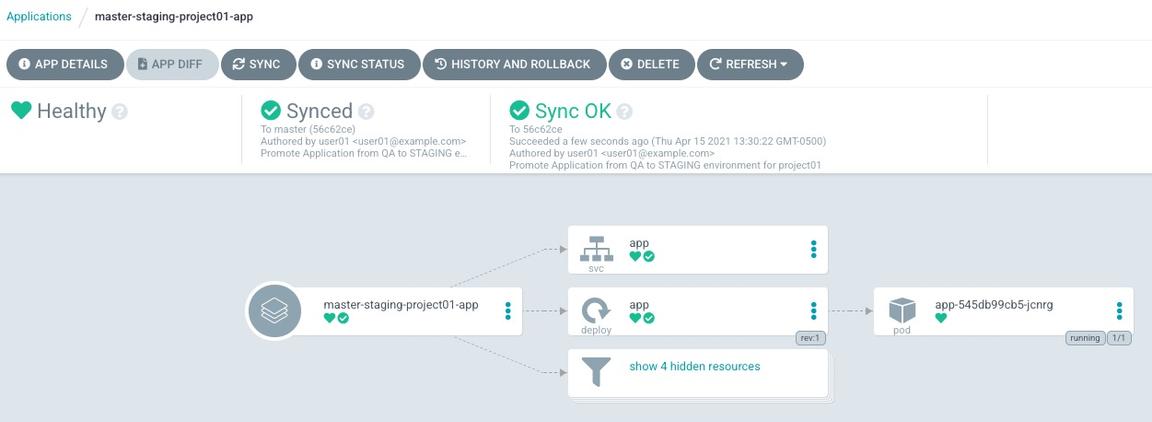 Applications / master-staging-project01-app
APP DETAILS APP DIFF SYNC SYNC STATUS HISTORY AND ROLLBACK DELETE REFRESH
Healthy ?
Synced ?
To master (56c62ce)
Authored by user01 <user01@example.com>
Promote Application from QA to STAGING e...
Sync OK ?
To 56c62ce
Succeeded a few seconds ago (Thu Apr 15 2021 13:30:22 GMT-0500)
Authored by user01 <user01@example.com>
Promote Application from QA to STAGING environment for project01
app
svc
master-staging-project01-app
app
deploy
rev:1
app-545db99cb5-jcnrg
pod
running 1/1
show 4 hidden resources